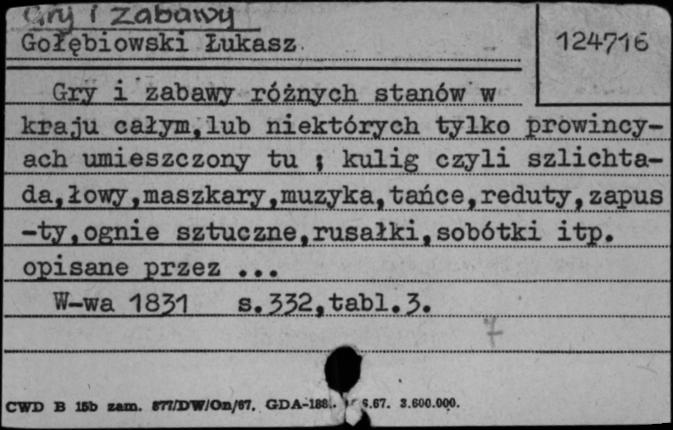 Gry i zabawy
Gołębiowski Łukasz
124716
Gry i zabawy różnych stanów w
kraju całym,lub niektórych tylko prowincy-
ach umieszczony tu ; kulig czyli szlichta-
da,łowy,maszkary,muzyka,tańce,reduty,zapus
-ty,ognie sztuczne,rusałki,sobótki itp.
opisane przez ...
W-wa 1831 s.332,tabl.3.
7
CWD B 15b zam. 877/DW/On/67. GDA-188. 6.67. 3.600.000.